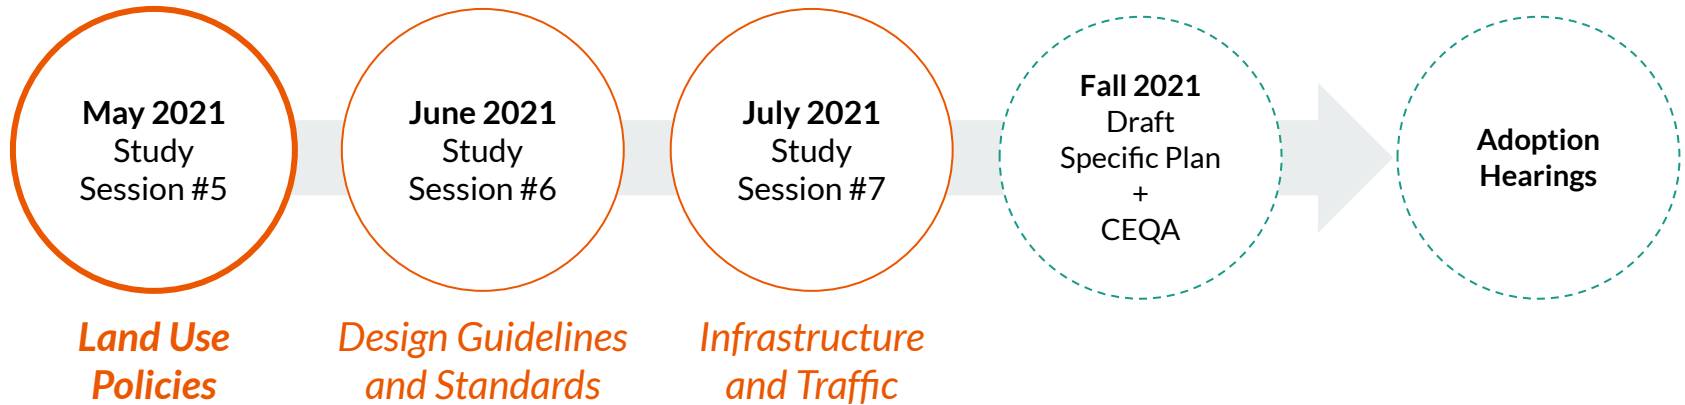 May 2021
Study
Session #5
Land Use
Policies
June 2021
Study
Session #6
Design Guidelines
and Standards
July 2021
Study
Session #7
Infrastructure
and Traffic
Fall 2021
Draft
Specific Plan
+
CEQA
Adoption
Hearings